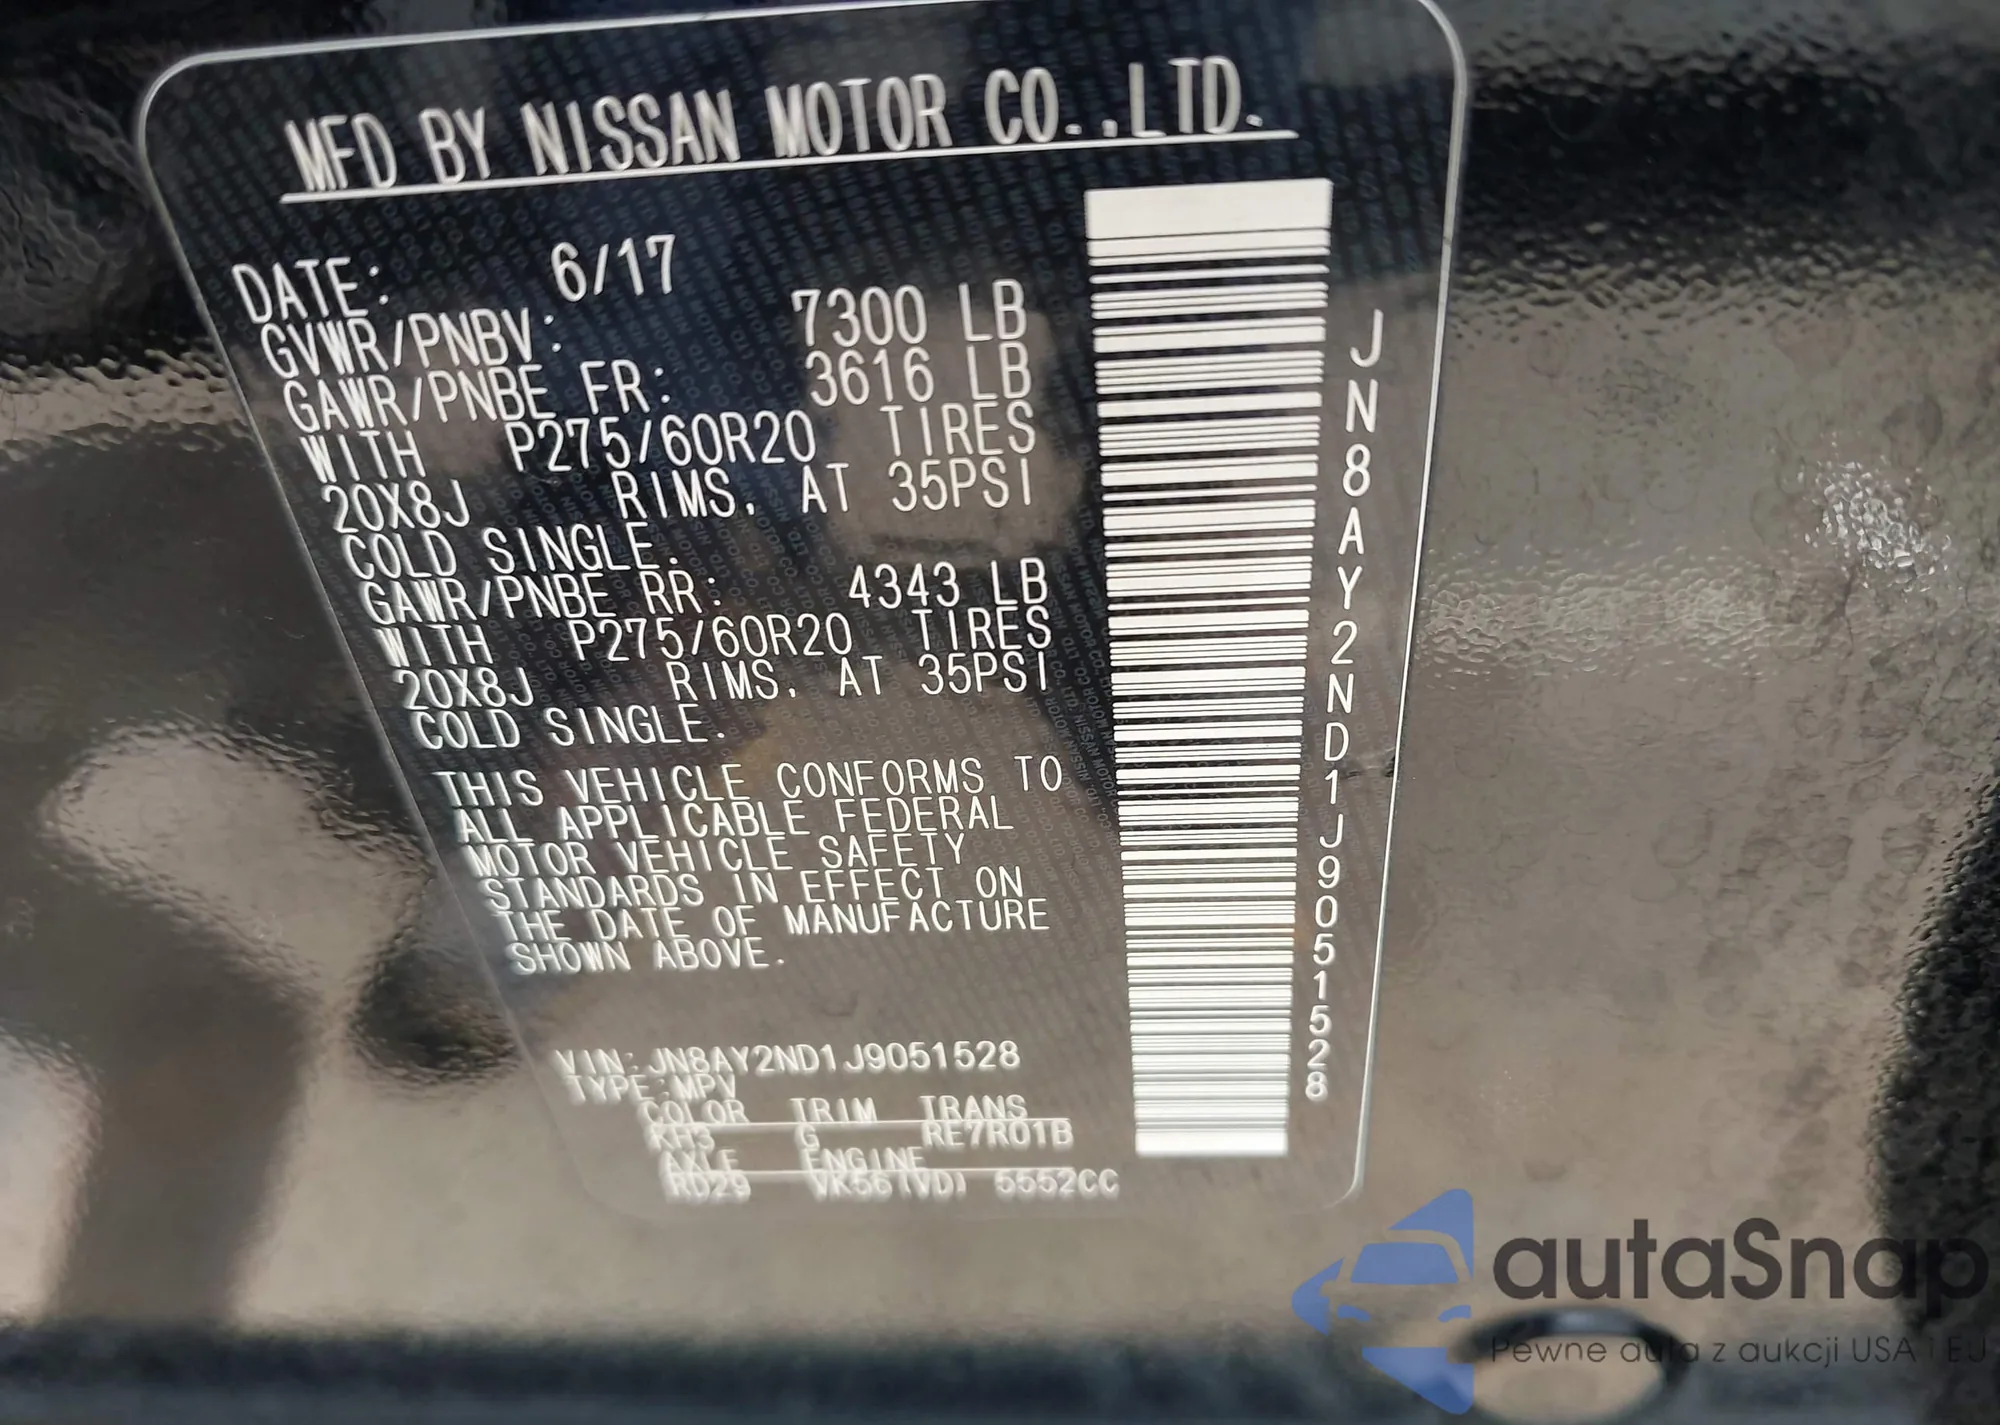 MFD BY NISSAN MOTOR CO.,LTD.
DATE: 6/17
GVWR/PNBV: 7300 LB
GAWR/PNBE FR: 3616 LB
WITH P275/60R20 TIRES
20X8J RIMS. AT 35PSI
COLD SINGLE.
GAWR/PNBE RR: 4343 LB
WITH P275/60R20 TIRES
20X8J RIMS. AT 35PSI
COLD SINGLE.
THIS VEHICLE CONFORMS TO
ALL APPLICABLE FEDERAL
MOTOR VEHICLE SAFETY
STANDARDS IN EFFECT ON
THE DATE OF MANUFACTURE
SHOWN ABOVE.
VIN:JN8AY2ND1J9051528
TYPE:MPV
COLOR TRIM TRANS
KH3 G RE7R01B
AXLE ENGINE
RD29 VK56(VD) 5552CC
JN8AY2ND1J9051528
autaSnap
Pewne auta z aukcji USA i EU